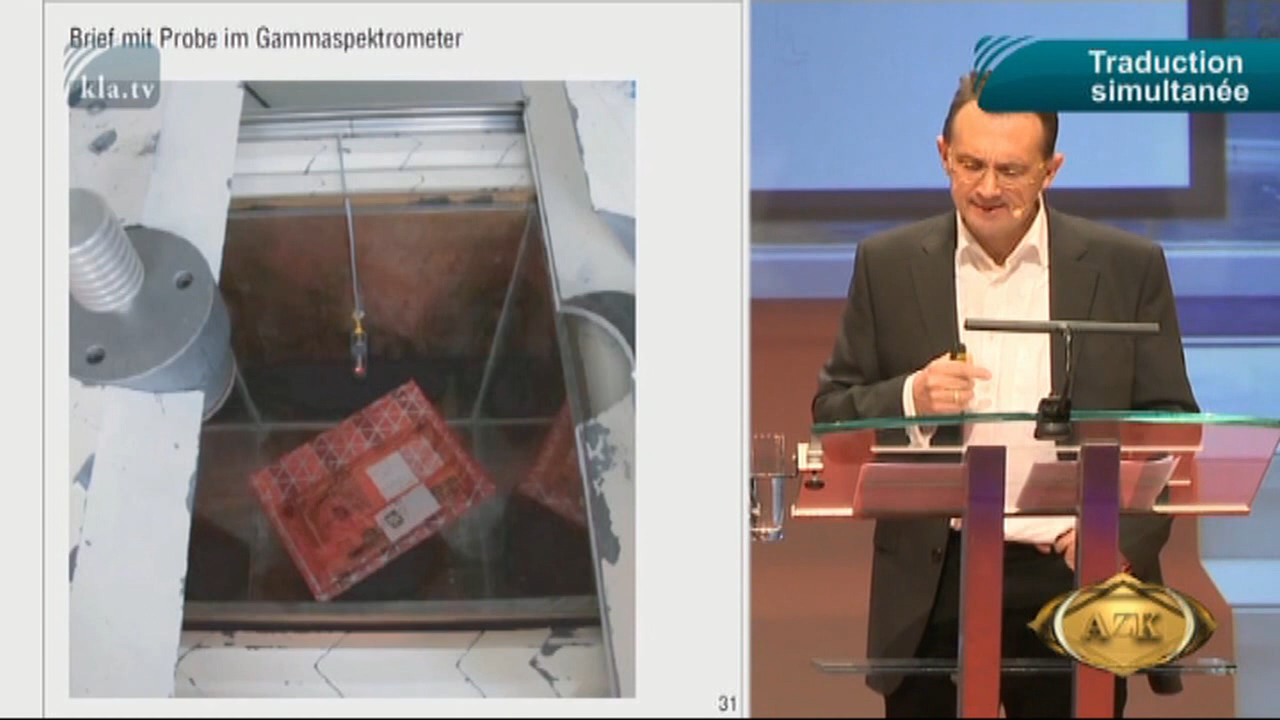 Brief mit Probe im Gammaspektrometer
kla.tv
Traduction
simultanée
AZK
31